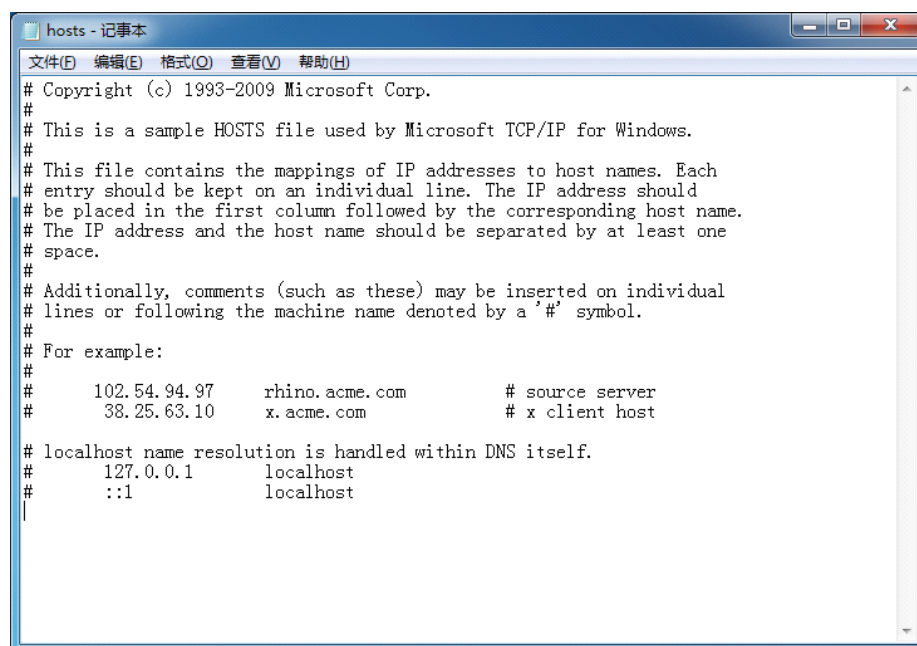 hosts - 记事本
文件(F) 编辑(E) 格式(O) 查看(V) 帮助(H)
# Copyright (c) 1993-2009 Microsoft Corp.
#
# This is a sample HOSTS file used by Microsoft TCP/IP for Windows.
#
# This file contains the mappings of IP addresses to host names. Each
# entry should be kept on an individual line. The IP address should
# be placed in the first column followed by the corresponding host name.
# The IP address and the host name should be separated by at least one
# space.
#
# Additionally, comments (such as these) may be inserted on individual
# lines or following the machine name denoted by a '#' symbol.
#
# For example:
#
#      102.54.94.97     rhino.acme.com          # source server
#       38.25.63.10     x.acme.com              # x client host
# localhost name resolution is handled within DNS itself.
#       127.0.0.1       localhost
#       ::1             localhost